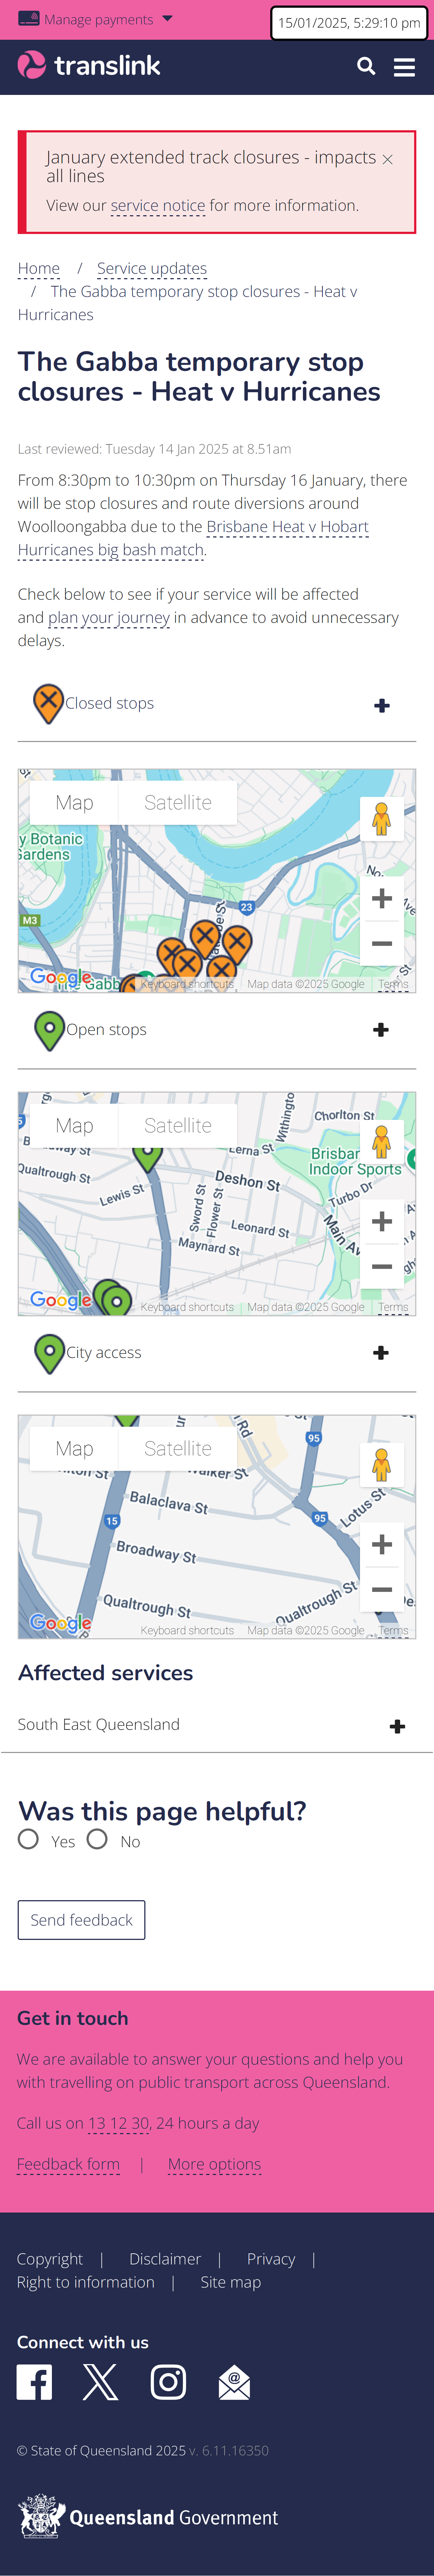 Manage payments
15/01/2025, 5:29:10 pm
translink
January extended track closures - impacts
all lines
View our service notice for more information.
Home / Service updates
/ The Gabba temporary stop closures - Heat v
Hurricanes
The Gabba temporary stop
closures - Heat v Hurricanes
Last reviewed: Tuesday 14 Jan 2025 at 8.51am
From 8:30pm to 10:30pm on Thursday 16 January, there
will be stop closures and route diversions around
Woolloongabba due to the Brisbane Heat v Hobart
Hurricanes big bash match.
Check below to see if your service will be affected
and plan your journey in advance to avoid unnecessary
delays.
Closed stops
Map Satellite
y Botanic
Gardens
M3
23
Google
Keyboard shortcuts Map data ©2025 Google Terms
Open stops
Map Satellite
Chorlton St
Lerna St
Qualtrough St
Deshon St
Indoor Sports
Lewis St
Sword St
Flower St
Turbo Dr
Leonard St
Maynard St
Google
Keyboard shortcuts Map data ©2025 Google Terms
City access
Map Satellite
95
Walker St
Balaclava St
Lotus St
15
95
Broadway St
Qualtrough St
Qualtrough St
Google
Keyboard shortcuts Map data ©2025 Google Terms
Affected services
South East Queensland
Was this page helpful?
Yes No
Send feedback
Get in touch
We are available to answer your questions and help you
with travelling on public transport across Queensland.
Call us on 13 12 30, 24 hours a day
Feedback form | More options
Copyright | Disclaimer | Privacy |
Right to information | Site map
Connect with us
© State of Queensland 2025 v. 6.11.16350
Queensland Government